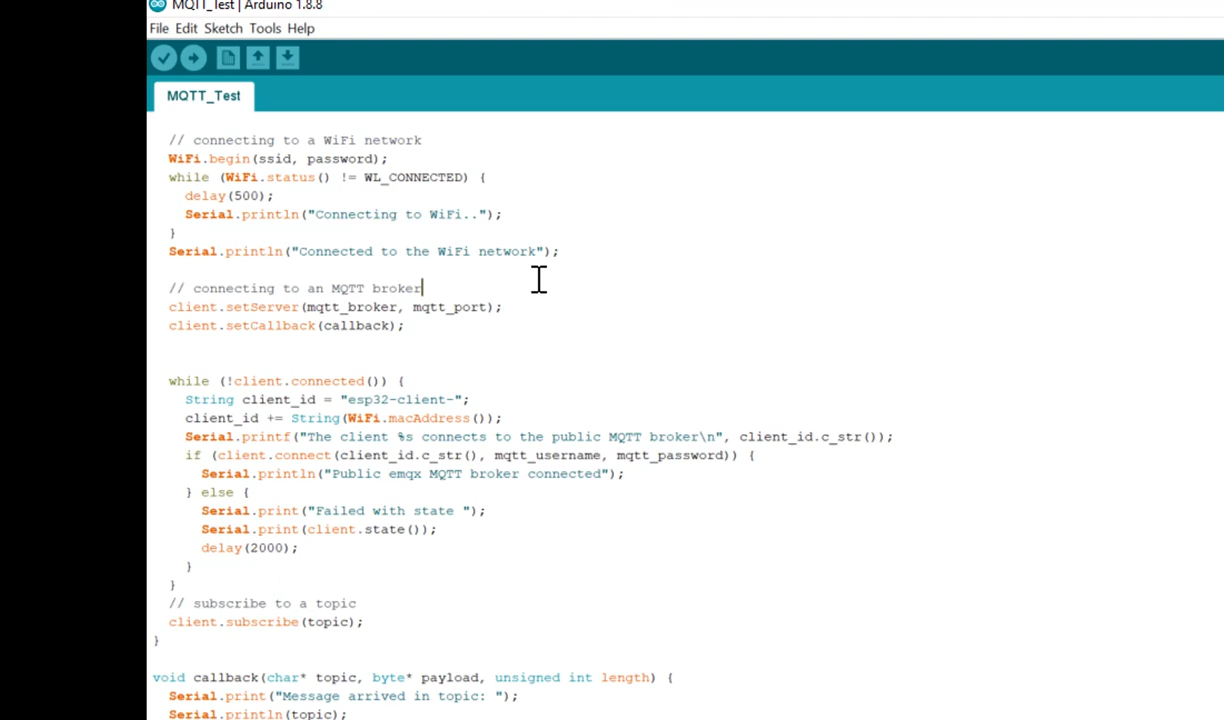 MQTT_Test | Arduino 1.8.8
File Edit Sketch Tools Help
MQTT_Test
// connecting to a WiFi network
WiFi.begin(ssid, password);
while (WiFi.status() != WL_CONNECTED) {
delay(500);
Serial.println("Connecting to WiFi..");
}
Serial.println("Connected to the WiFi network");
// connecting to an MQTT broker
client.setServer(mqtt_broker, mqtt_port);
client.setCallback(callback);
while (!client.connected()) {
String client_id = "esp32-client-";
client_id += String(WiFi.macAddress());
Serial.printf("The client %s connects to the public MQTT broker\n", client_id.c_str());
if (client.connect(client_id.c_str(), mqtt_username, mqtt_password)) {
Serial.println("Public emqx MQTT broker connected");
} else {
Serial.print("Failed with state ");
Serial.print(client.state());
delay(2000);
}
}
// subscribe to a topic
client.subscribe(topic);
}
void callback(char* topic, byte* payload, unsigned int length) {
Serial.print("Message arrived in topic: ");
Serial.println(topic);